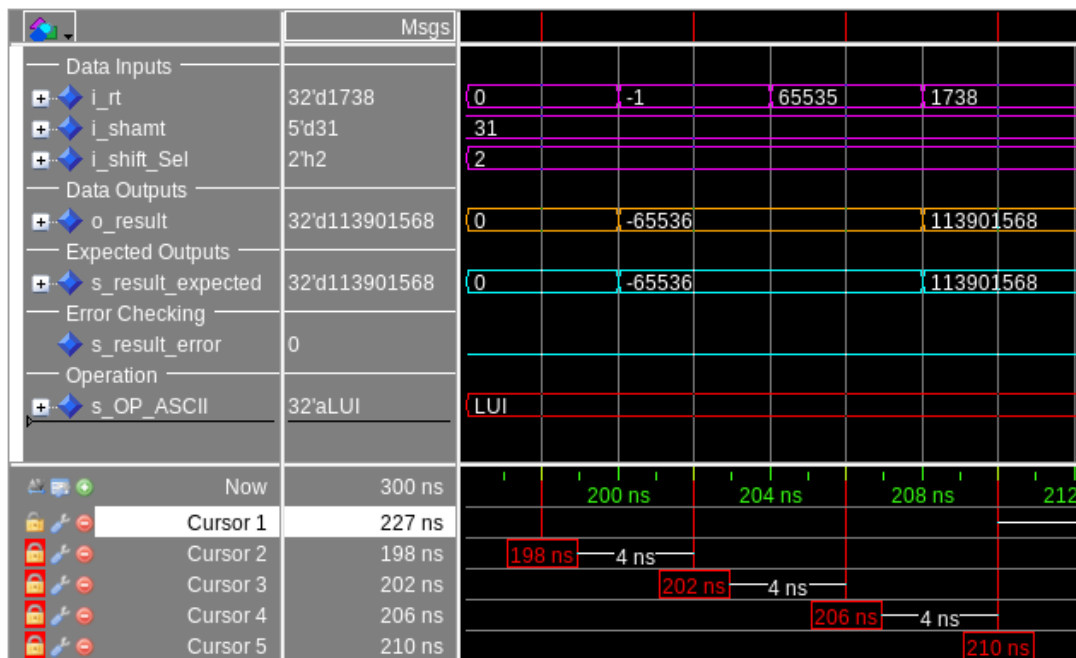 Msgs
Data Inputs
i_rt 32'd1738 0 -1 65535 1738
i_shamt 5'd31 31
i_shift_Sel 2'h2 2
Data Outputs
o_result 32'd113901568 0 -65536 113901568
Expected Outputs
s_result_expected 32'd113901568 0 -65536 113901568
Error Checking
s_result_error 0
Operation
s_OP_ASCII 32'aLUI LUI
Now 300 ns 200 ns 204 ns 208 ns 212
Cursor 1 227 ns
Cursor 2 198 ns 198 ns 4 ns
Cursor 3 202 ns 202 ns 4 ns
Cursor 4 206 ns 206 ns 4 ns
Cursor 5 210 ns 210 ns